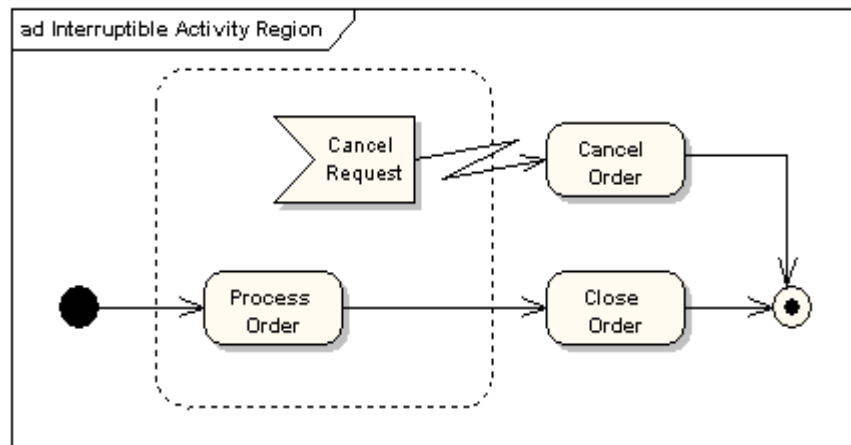 ad Interruptible Activity Region
Cancel
Request
Cancel
Order
Process
Order
Close
Order